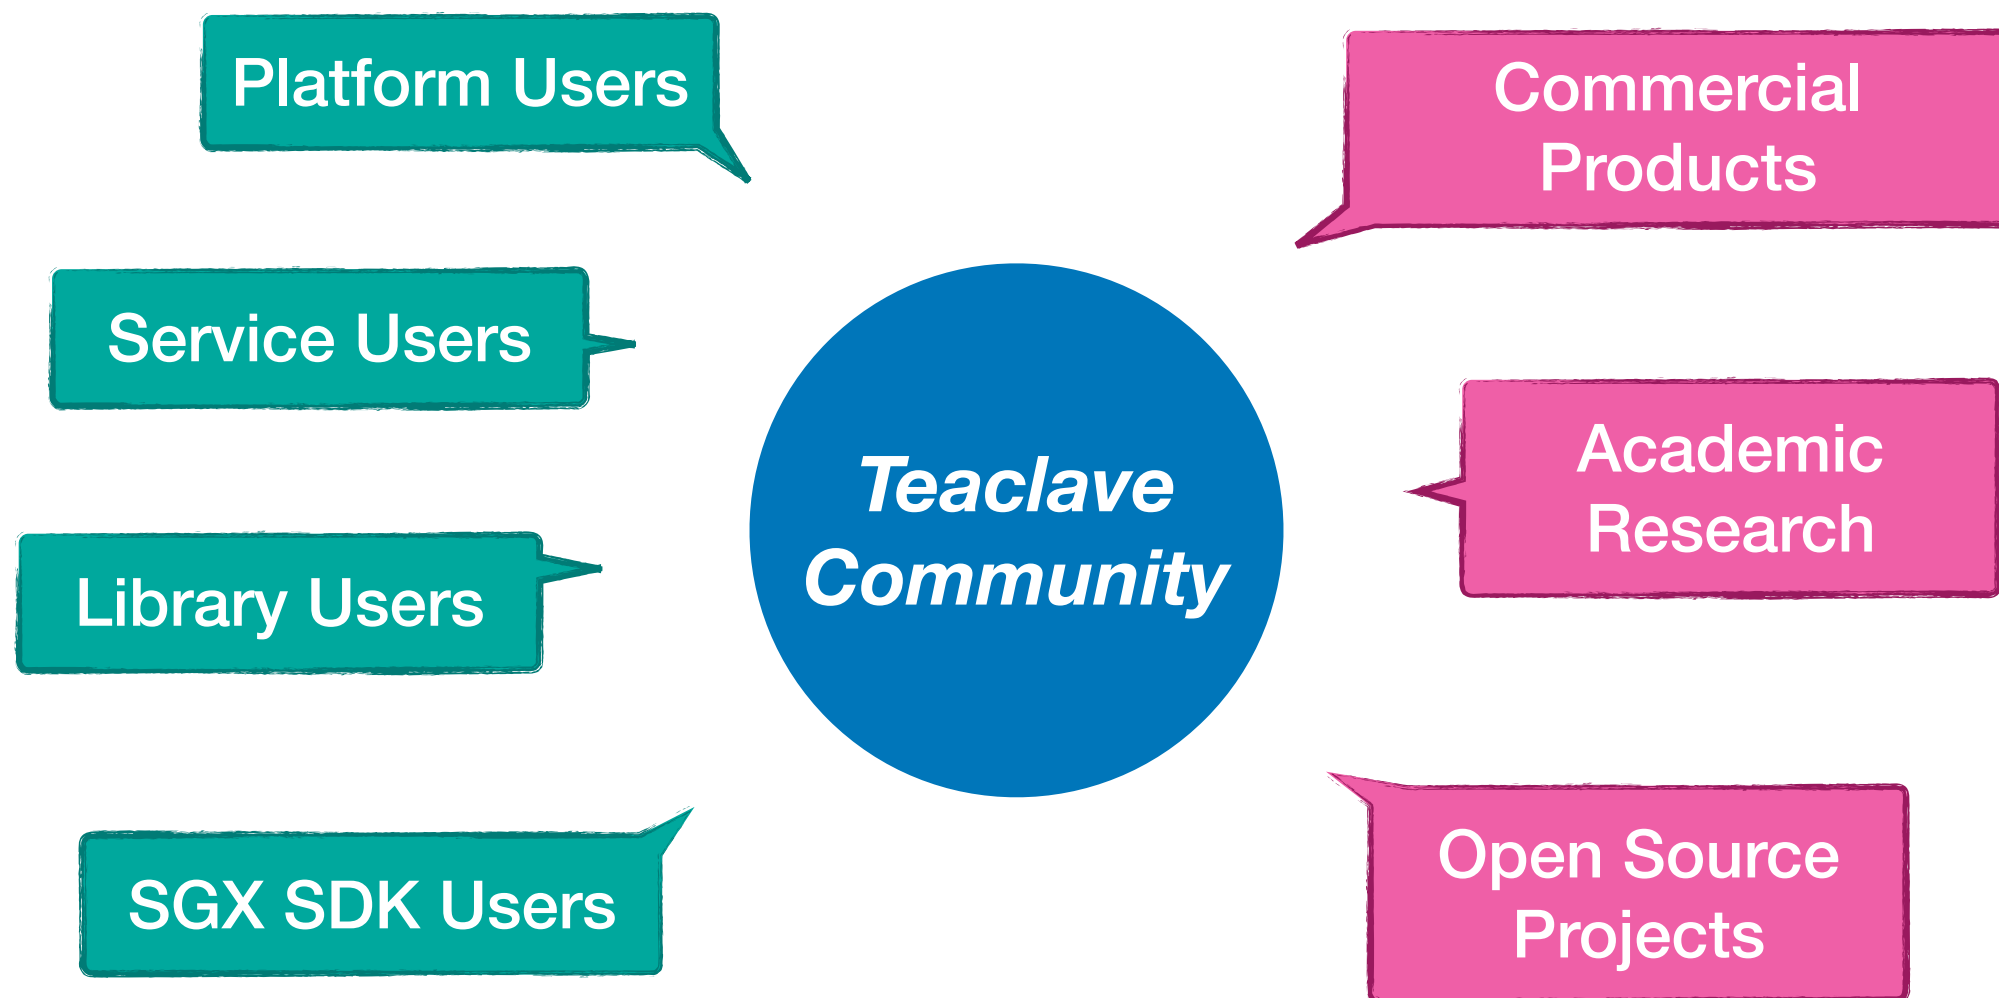 Platform Users
Service Users
Library Users
SGX SDK Users
Teaclave
Community
Commercial
Products
Academic
Research
Open Source
Projects